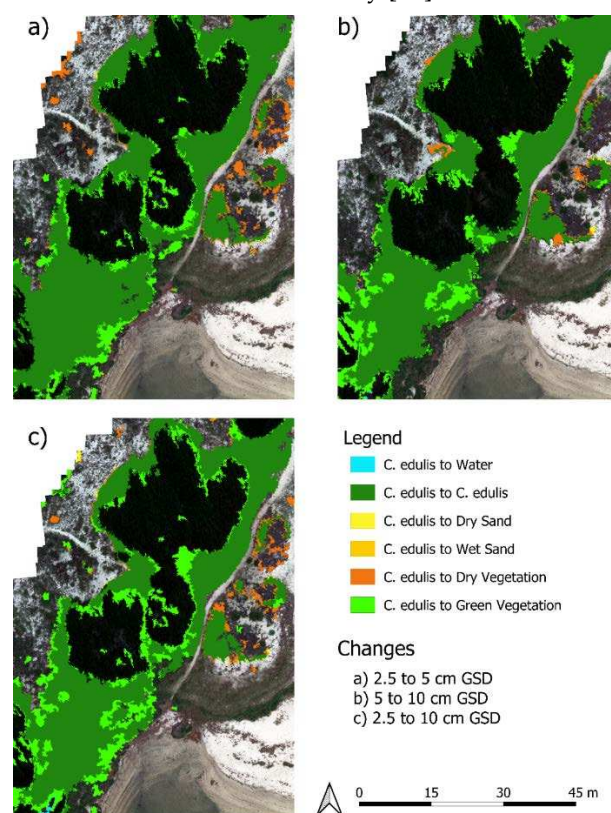 a)
b)
c)
Legend
C. edulis to Water
C. edulis to C. edulis
C. edulis to Dry Sand
C. edulis to Wet Sand
C. edulis to Dry Vegetation
C. edulis to Green Vegetation
Changes
a) 2.5 to 5 cm GSD
b) 5 to 10 cm GSD
c) 2.5 to 10 cm GSD
0 15 30 45 m